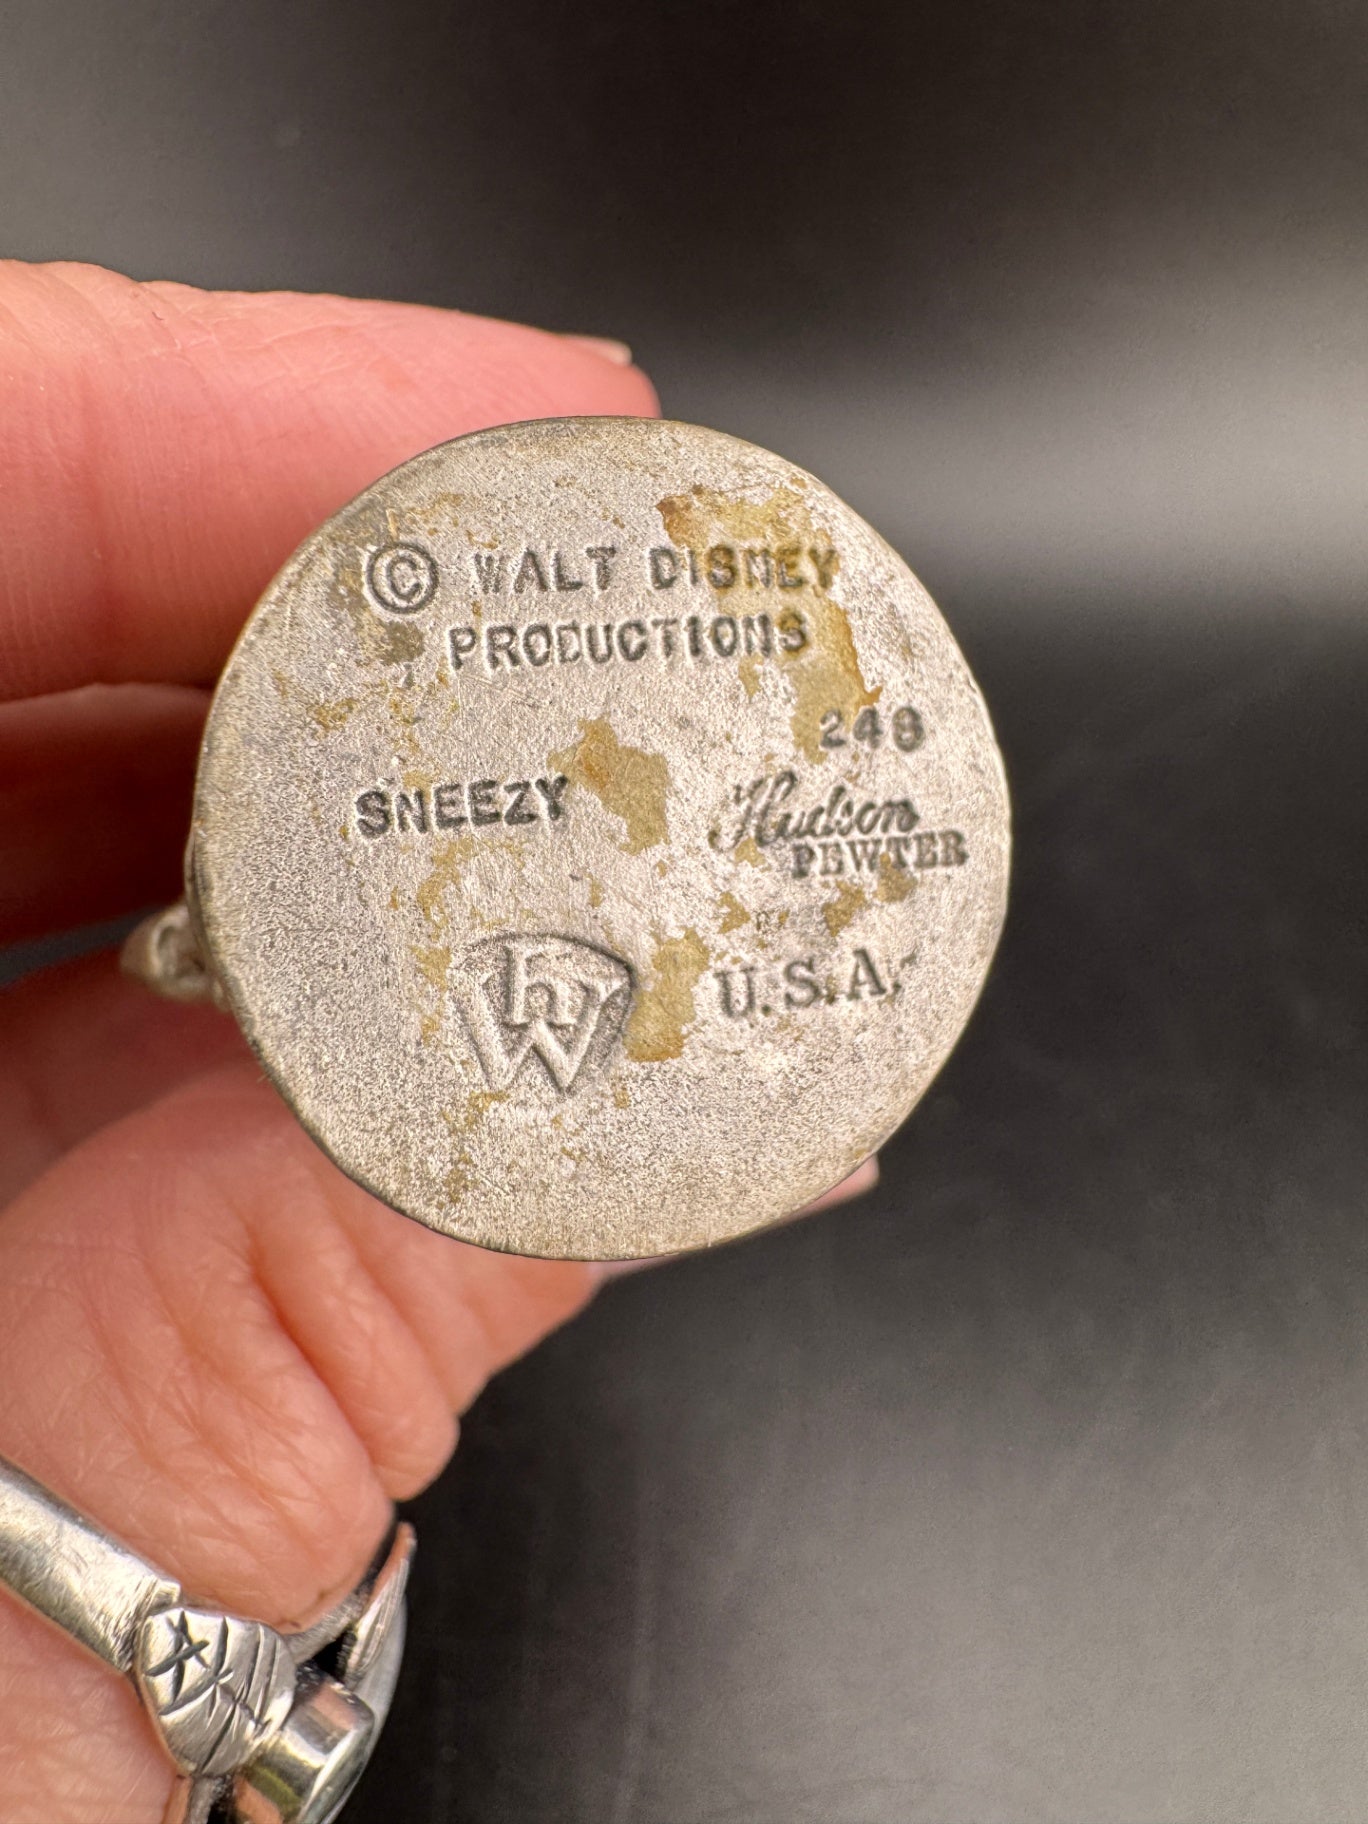 © WALT DISNEY
PRODUCTIONS
248
SNEEZY
Hudson
PEWTER
hW
U.S.A.